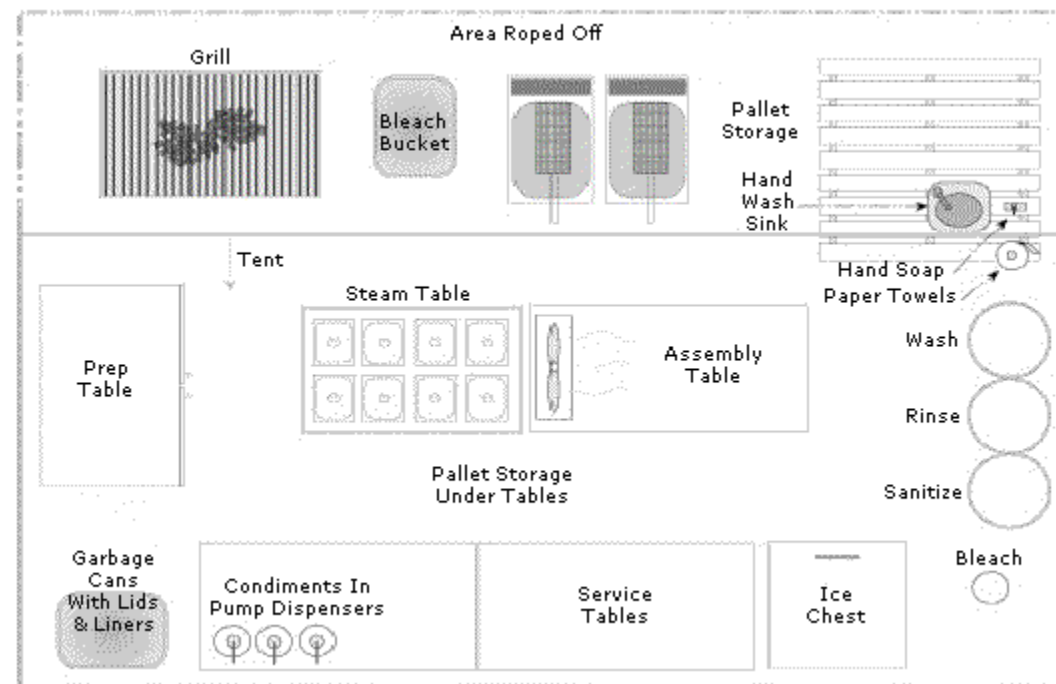 Area Roped Off
Grill
Bleach
Bucket
Pallet
Storage
Hand
Wash
Sink
Tent
Hand Soap
Paper Towels
Steam Table
Prep
Table
Assembly
Table
Wash
Rinse
Sanitize
Pallet Storage
Under Tables
Garbage
Cans
With Lids
& Liners
Condiments In
Pump Dispensers
Service
Tables
Ice
Chest
Bleach